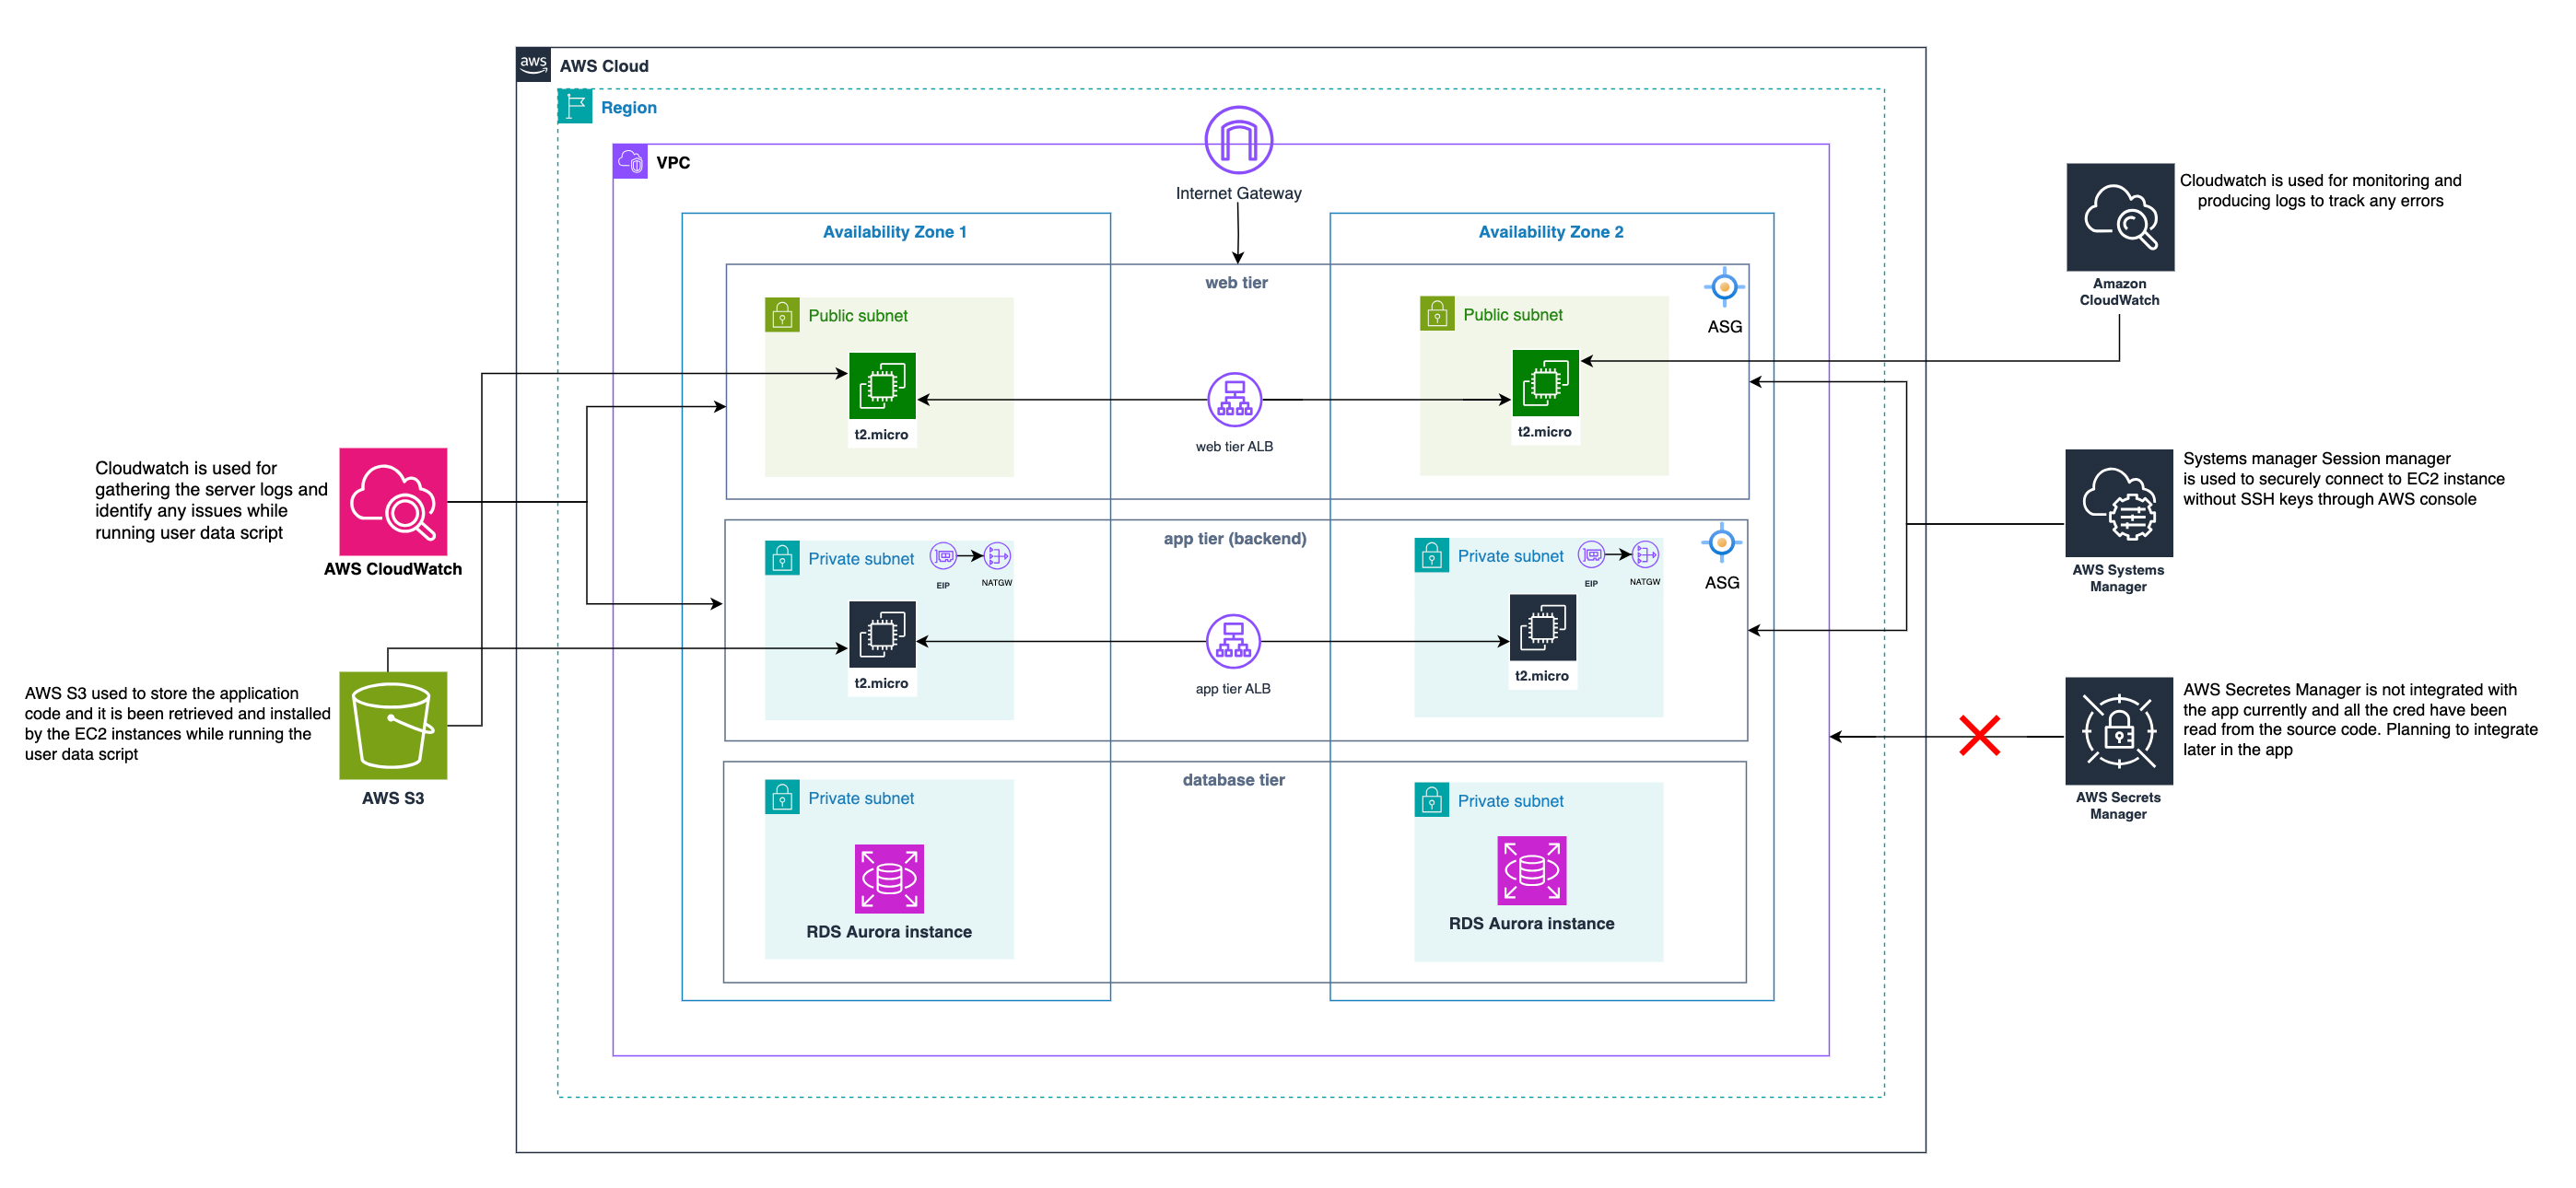 aws
AWS Cloud
Region
VPC
Internet Gateway
Availability Zone 1
Availability Zone 2
web tier
ASG
Public subnet
t2.micro
web tier ALB
Public subnet
t2.micro
app tier (backend)
ASG
Private subnet
EIP
NATGW
t2.micro
app tier ALB
Private subnet
EIP
NATGW
t2.micro
database tier
Private subnet
RDS Aurora instance
Private subnet
RDS Aurora instance
Cloudwatch is used for
gathering the server logs and
identify any issues while
running user data script
AWS CloudWatch
AWS S3 used to store the application
code and it is been retrieved and installed
by the EC2 instances while running the
user data script
AWS S3
Cloudwatch is used for monitoring and
producing logs to track any errors
Amazon
CloudWatch
Systems manager Session manager
is used to securely connect to EC2 instance
without SSH keys through AWS console
AWS Systems
Manager
AWS Secretes Manager is not integrated with
the app currently and all the cred have been
read from the source code. Planning to integrate
later in the app
AWS Secrets
Manager